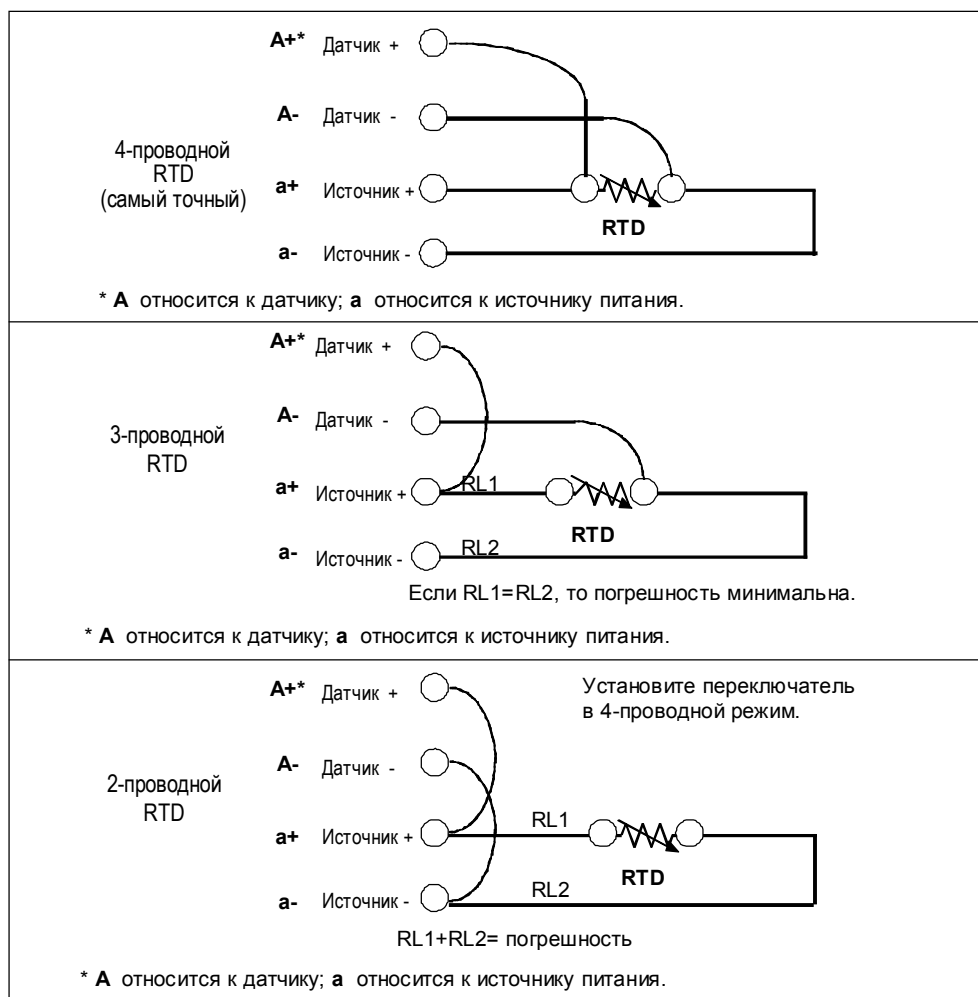 A+* Датчик +
A- Датчик -
4-проводной
RTD
(самый точный)
a+ Источник +
RTD
a- Источник -
* A относится к датчику; a относится к источнику питания.
A+* Датчик +
A- Датчик -
3-проводной
RTD
a+ Источник +
RL1
RTD
a- Источник -
RL2
Если RL1=RL2, то погрешность минимальна.
* A относится к датчику; a относится к источнику питания.
A+* Датчик +
Установите переключатель
в 4-проводной режим.
A- Датчик -
2-проводной
RTD
a+ Источник +
RL1
RTD
a- Источник -
RL2
RL1+RL2= погрешность
* A относится к датчику; a относится к источнику питания.